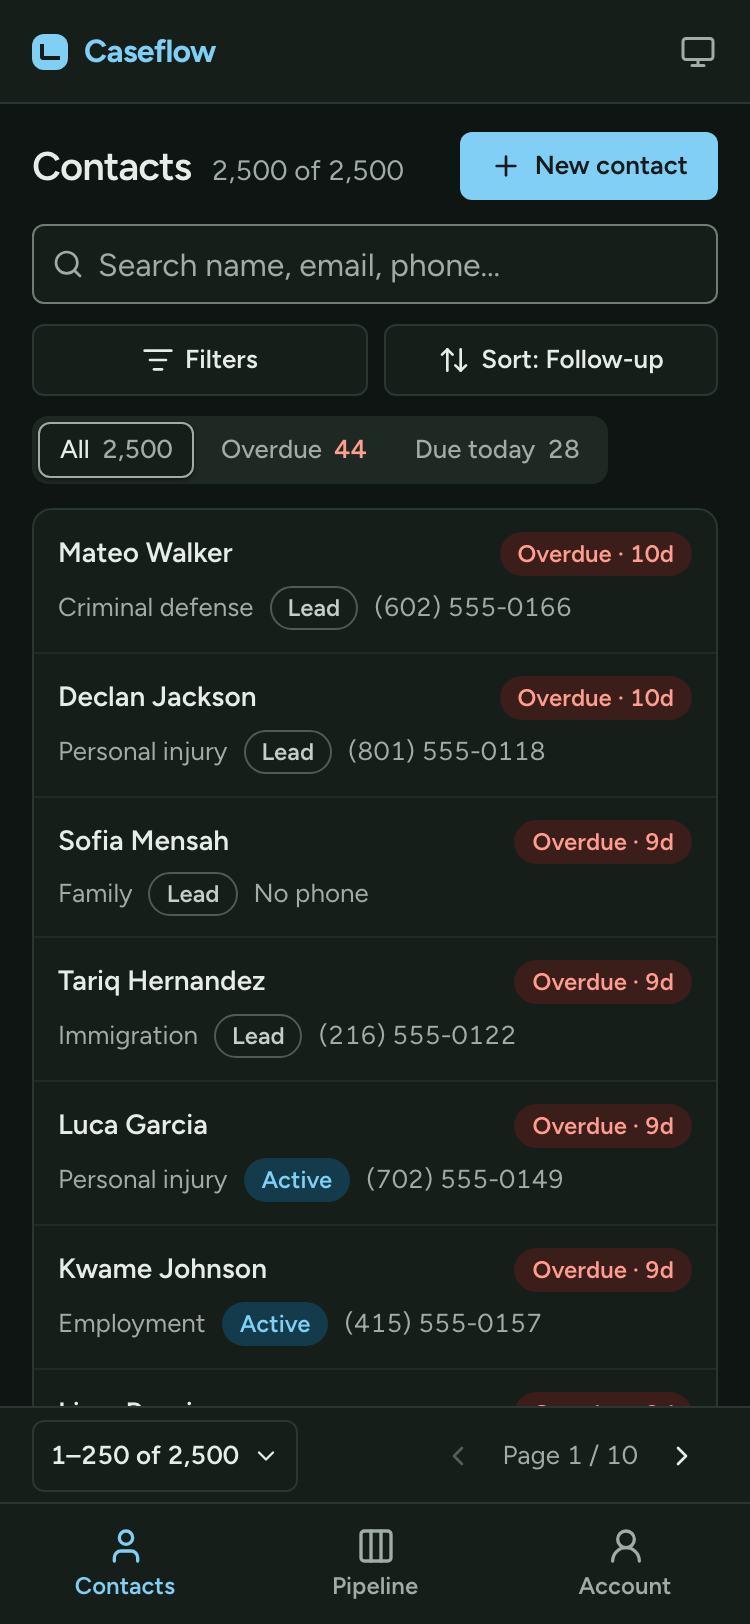 Caseflow
Contacts 2,500 of 2,500
New contact
Search name, email, phone...
Filters
Sort: Follow-up
All 2,500
Overdue 44
Due today 28
Mateo Walker
Overdue · 10d
Criminal defense Lead (602) 555-0166
Declan Jackson
Overdue · 10d
Personal injury Lead (801) 555-0118
Sofia Mensah
Overdue · 9d
Family Lead No phone
Tariq Hernandez
Overdue · 9d
Immigration Lead (216) 555-0122
Luca Garcia
Overdue · 9d
Personal injury Active (702) 555-0149
Kwame Johnson
Overdue · 9d
Employment Active (415) 555-0157
1–250 of 2,500
Page 1 / 10
Contacts
Pipeline
Account